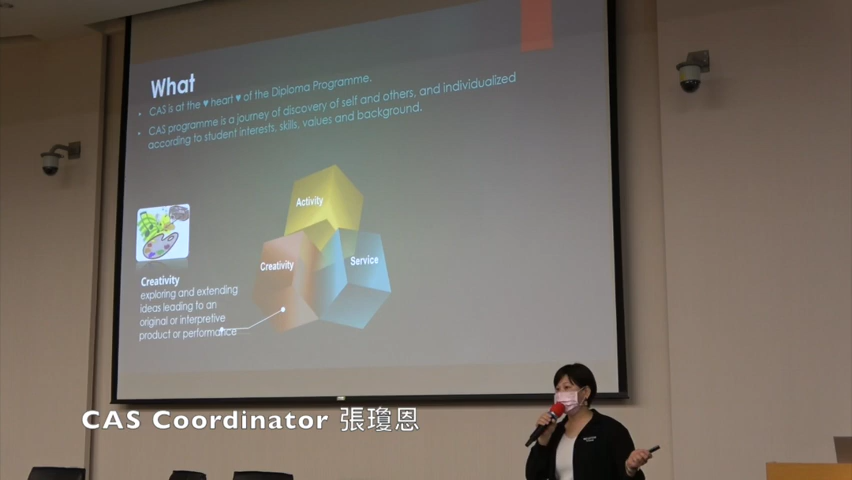 What
• CAS is at the ♥ heart ♥ of the Diploma Programme.
• CAS programme is a journey of discovery of self and others, and individualized
according to student interests, skills, values and background.
Activity
Creativity
Service
Creativity
exploring and extending
ideas leading to an
original or interpretive
product or performance
CAS Coordinator 張瓊恩